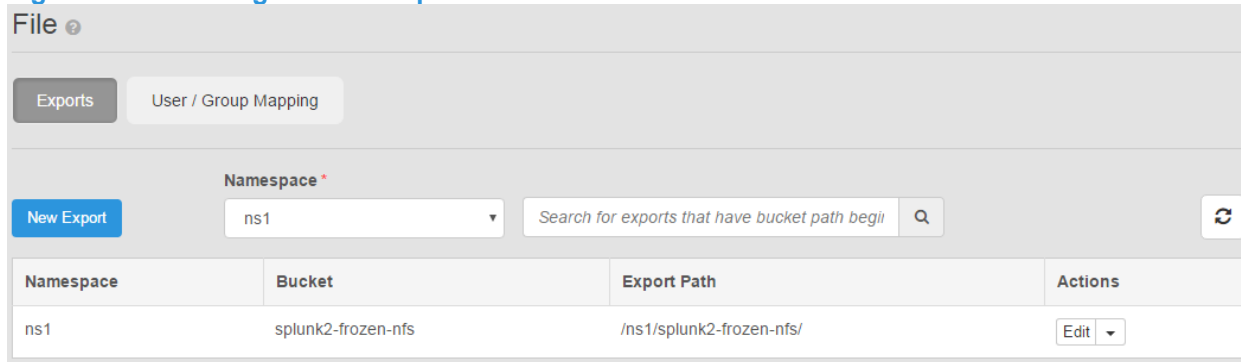 File
Exports User / Group Mapping
Namespace *
New Export ns1 Search for exports that have bucket path begin
Namespace Bucket Export Path Actions
ns1 splunk2-frozen-nfs /ns1/splunk2-frozen-nfs/ Edit